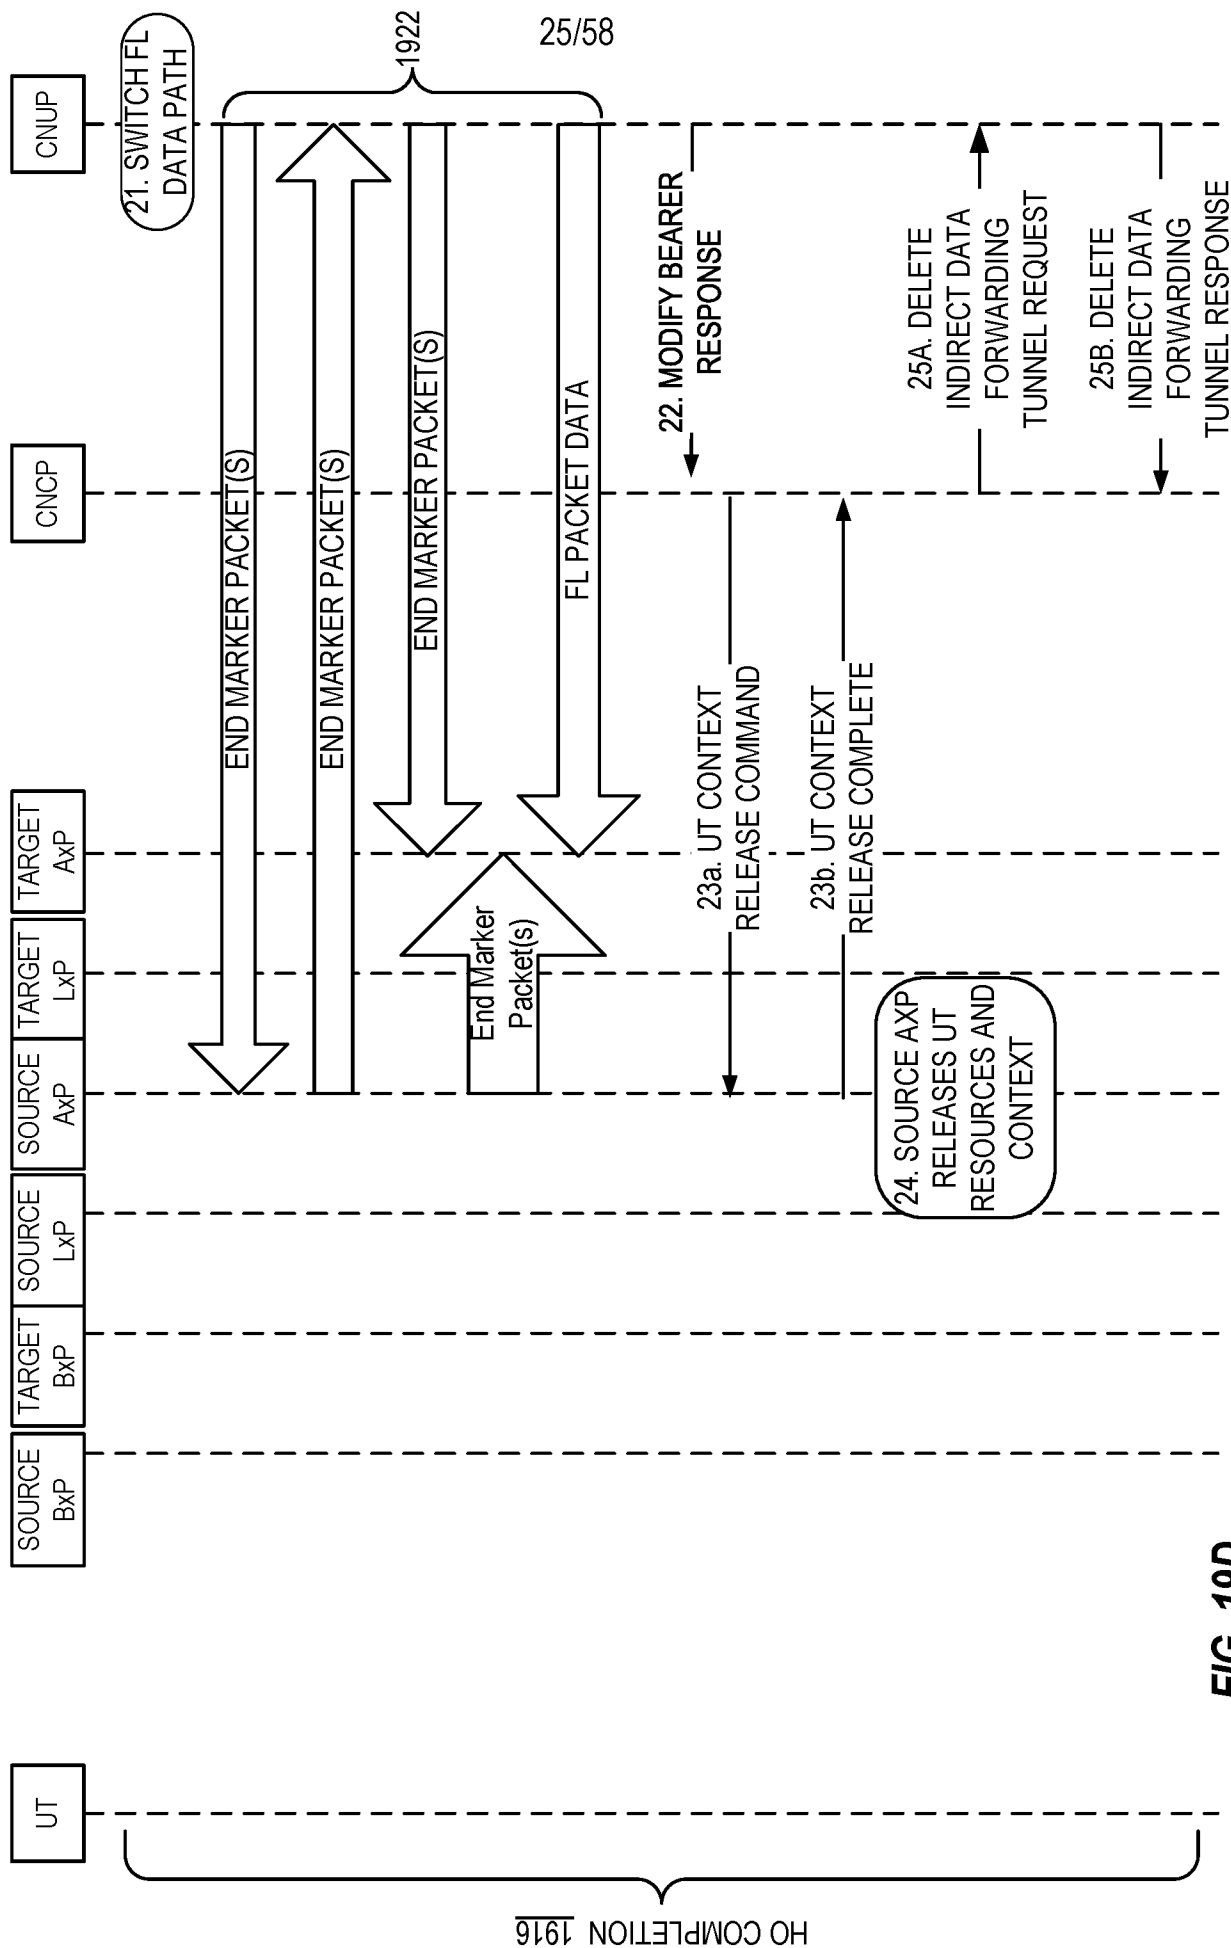 25/58
UT
SOURCE
BxP
TARGET
BxP
SOURCE
LxP
SOURCE
AxP
TARGET
LxP
TARGET
AxP
CNCP
CNUP
21. SWITCH FL
DATA PATH
END MARKER PACKET(S)
END MARKER PACKET(S)
END MARKER PACKET(S)
End Marker
Packet(s)
FL PACKET DATA
1922
22. MODIFY BEARER
RESPONSE
23a. UT CONTEXT
RELEASE COMMAND
23b. UT CONTEXT
RELEASE COMPLETE
24. SOURCE AXP
RELEASES UT
RESOURCES AND
CONTEXT
25A. DELETE
INDIRECT DATA
FORWARDING
TUNNEL REQUEST
25B. DELETE
INDIRECT DATA
FORWARDING
TUNNEL RESPONSE
HO COMPLETION 1916
FIG. 19D